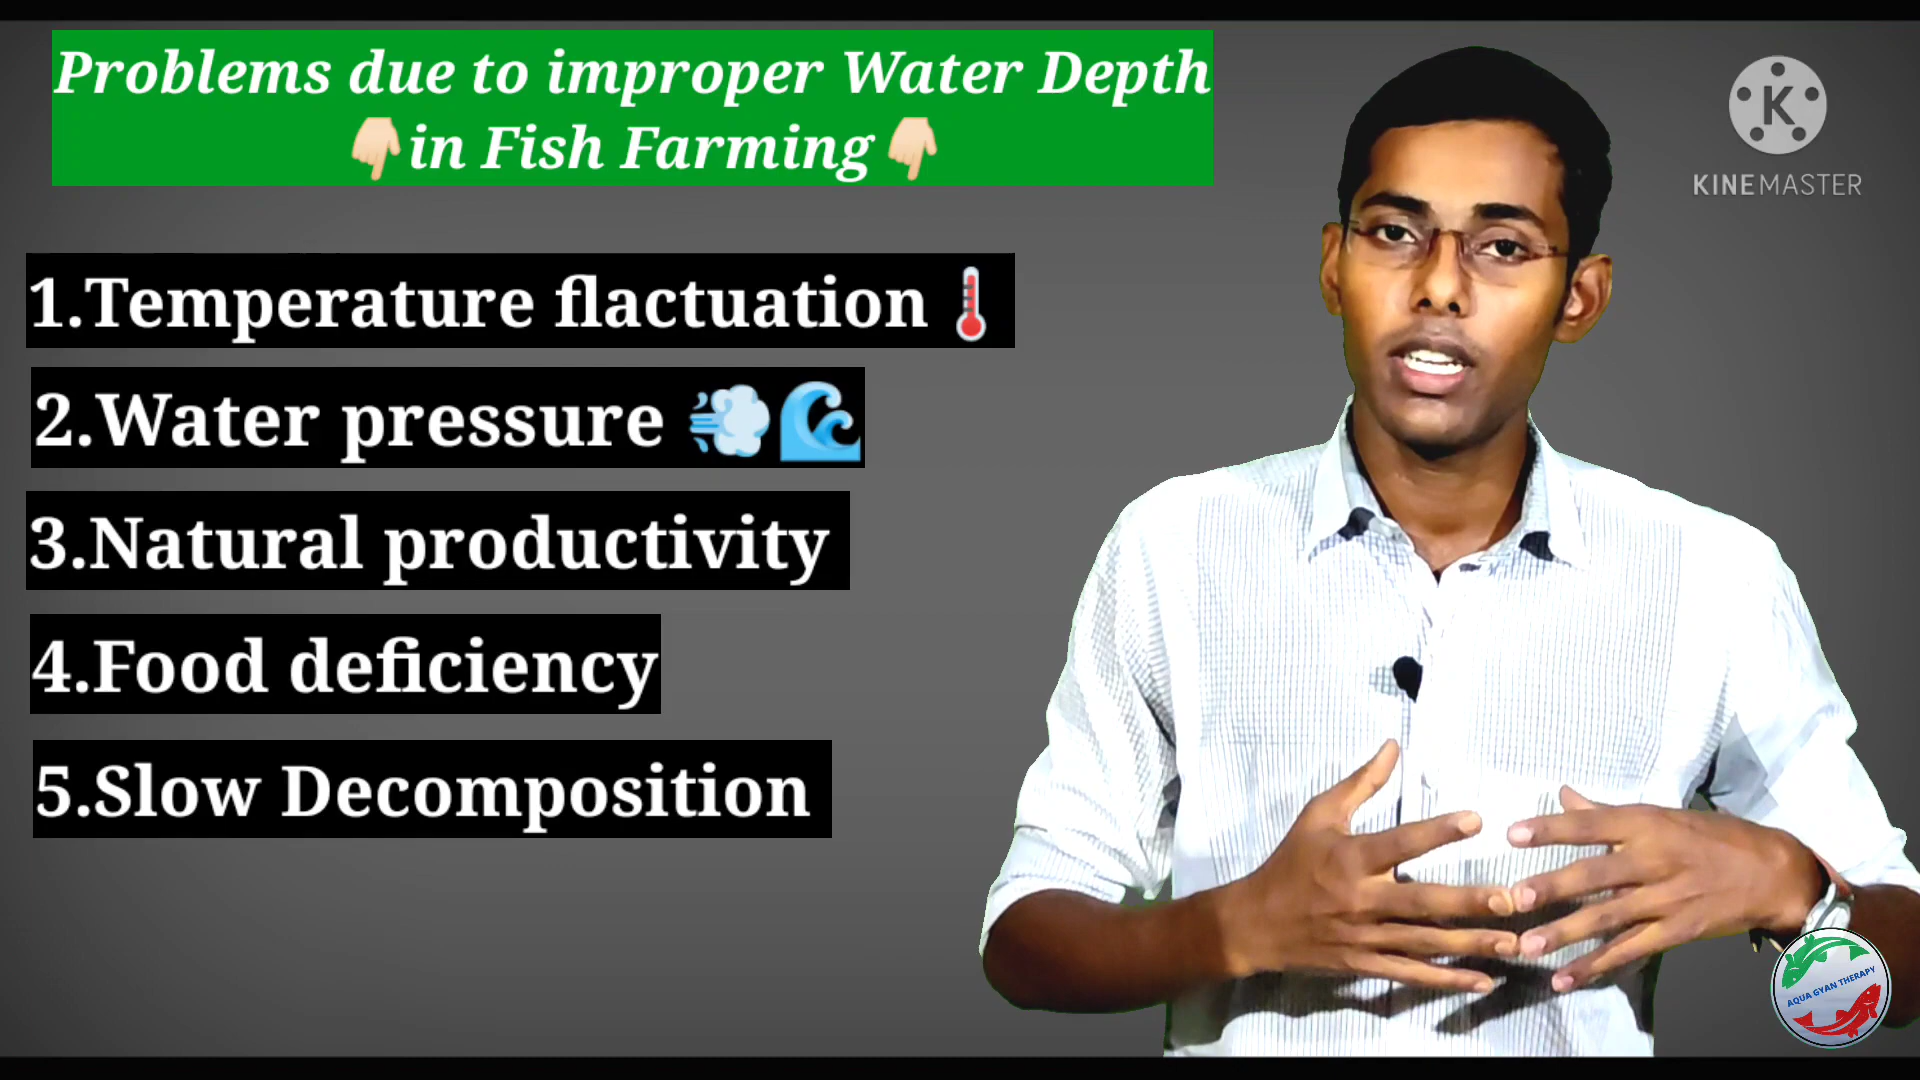 Problems due to improper Water Depth
👇🏻in Fish Farming👇🏻
K
KINEMASTER
1.Temperature flactuation🌡️
2.Water pressure 💨🌊
3.Natural productivity
4.Food deficiency
5.Slow Decomposition
AQUA GYAN THERAPY